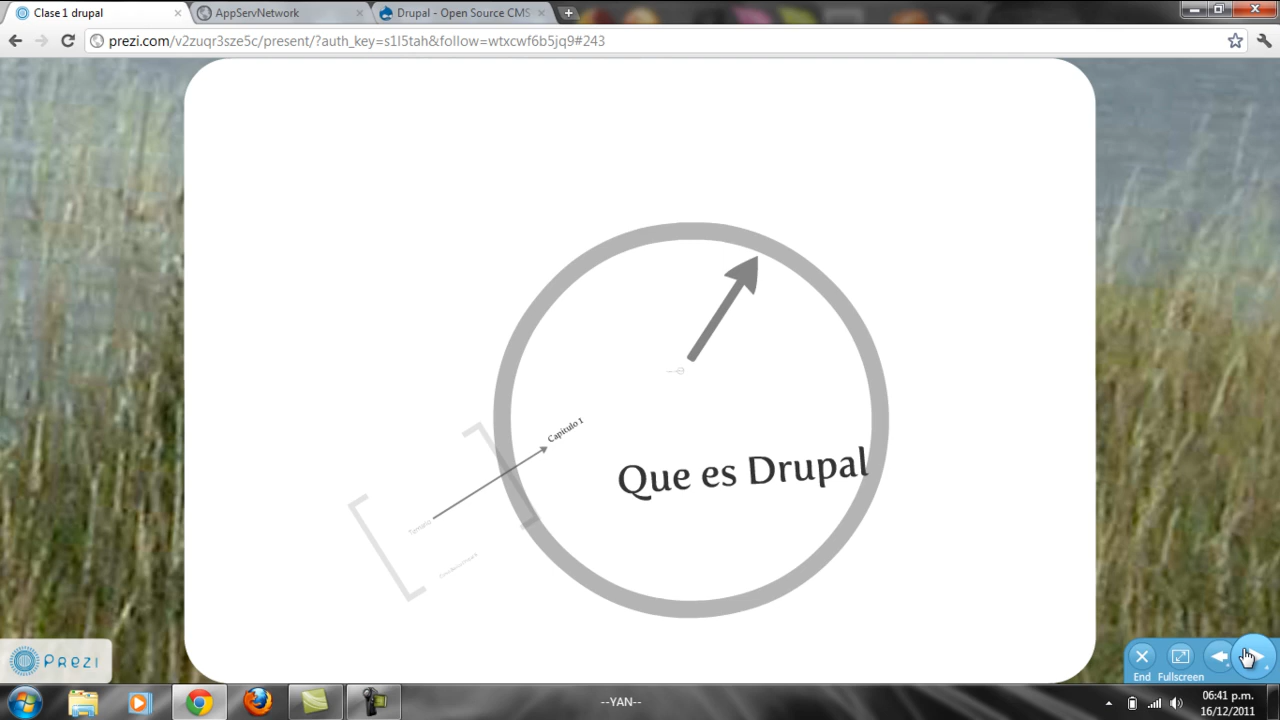 Clase 1 drupal
AppServNetwork
Drupal - Open Source CMS
prezi.com/v2zuqr3sze5c/present/?auth_key=s1l5tah&follow=wtxcwf6b5jq9#243
Capitulo 1
Que es Drupal
Temario
PREZI
End
Fullscreen
--YAN--
06:41 p.m.
16/12/2011